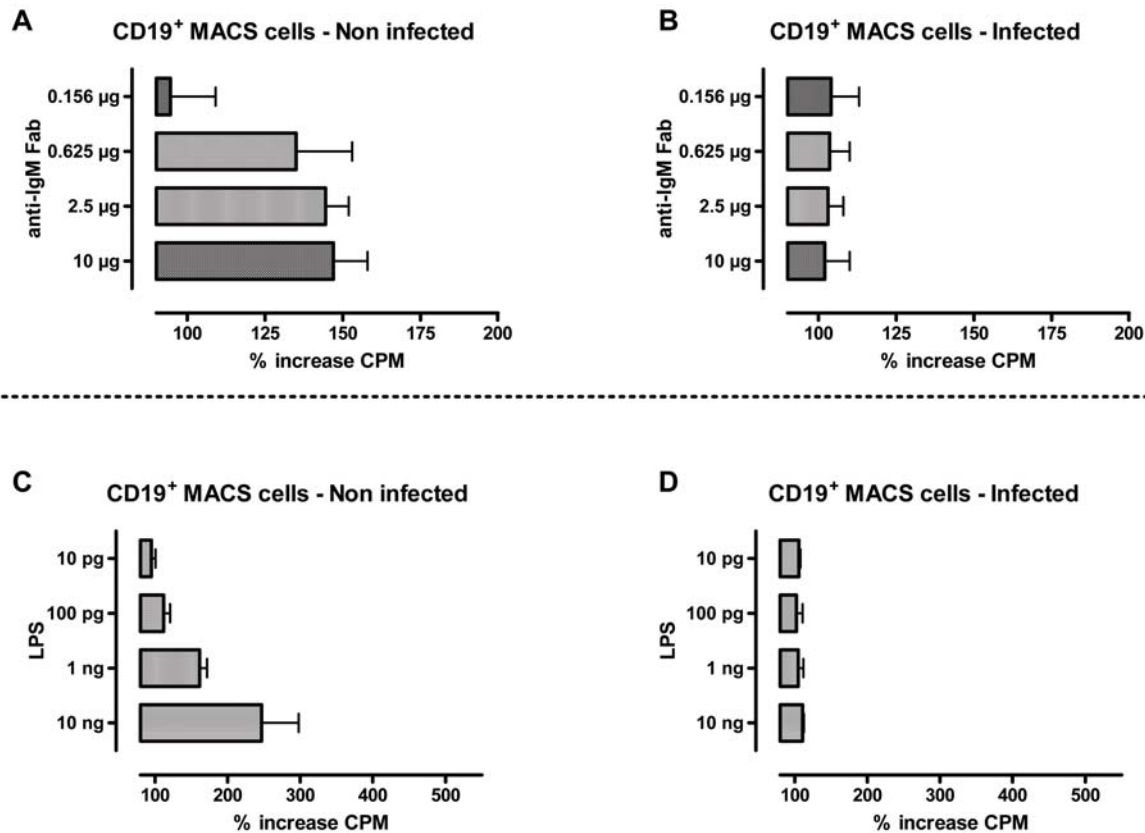 A
CD19⁺ MACS cells - Non infected
anti-IgM Fab
0.156 µg
0.625 µg
2.5 µg
10 µg
100 125 150 175 200
% increase CPM
B
CD19⁺ MACS cells - Infected
anti-IgM Fab
0.156 µg
0.625 µg
2.5 µg
10 µg
100 125 150 175 200
% increase CPM
C
CD19⁺ MACS cells - Non infected
LPS
10 pg
100 pg
1 ng
10 ng
100 200 300 400 500
% increase CPM
D
CD19⁺ MACS cells - Infected
LPS
10 pg
100 pg
1 ng
10 ng
100 200 300 400 500
% increase CPM